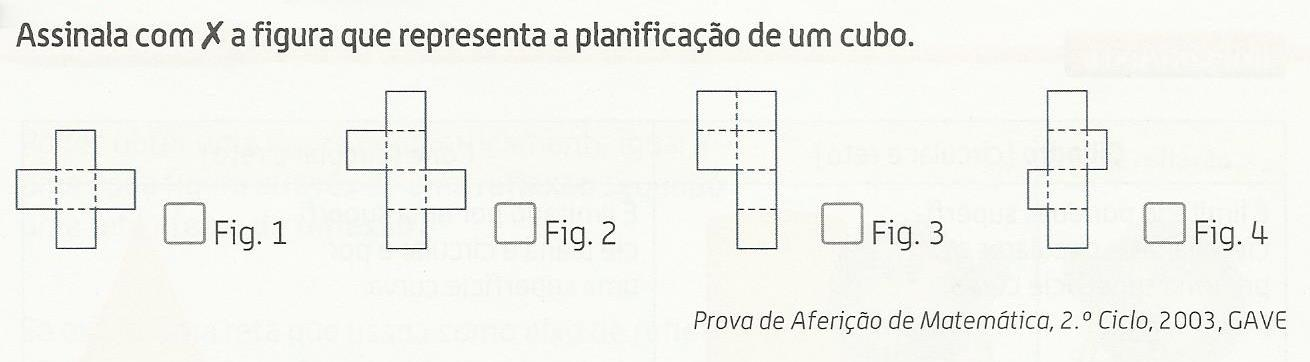 Assinala com ✗ a figura que representa a planificação de um cubo.
Fig. 1
Fig. 2
Fig. 3
Fig. 4
Prova de Aferição de Matemática, 2.º Ciclo, 2003, GAVE